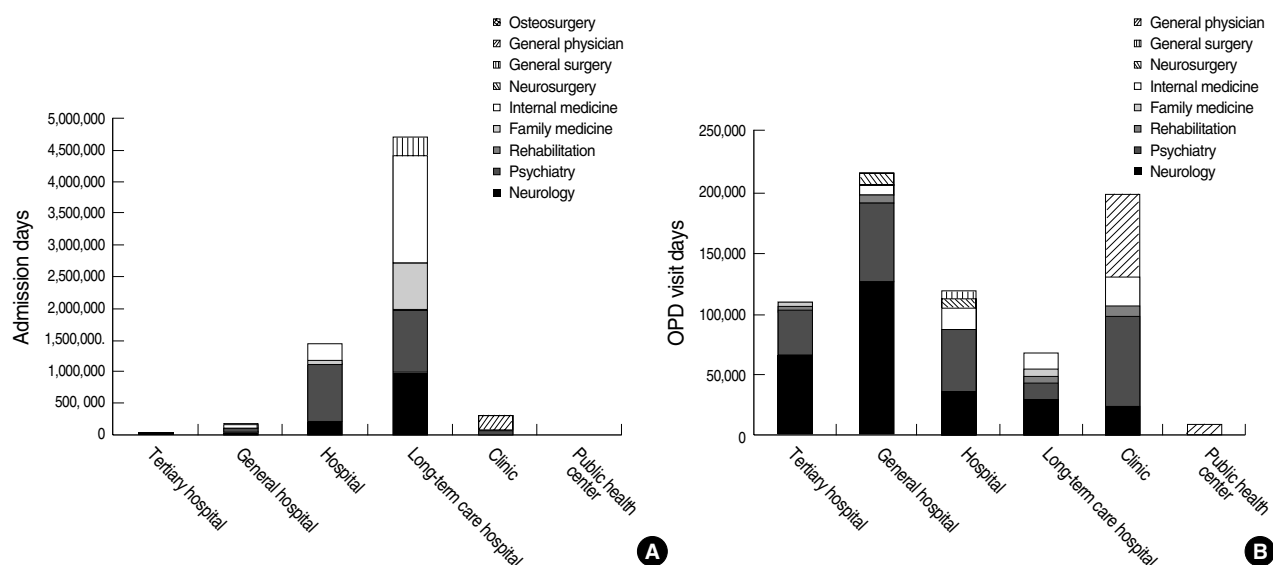 Osteosurgery
General physician
General surgery
Neurosurgery
Internal medicine
Family medicine
Rehabilitation
Psychiatry
Neurology
Admission days
5,000,000
4,500,000
4,000,000
3,500,000
3,000,000
2,500,000
2,000,000
1,500,000.
1,000,000
500, 000
0
Tertiary hospital
General hospital
Hospital
Long-term care hospital
Clinic
Public health
center
A
General physician
General surgery
Neurosurgery
Internal medicine
Family medicine
Rehabilitation
Psychiatry
Neurology
OPD visit days
250,000
200,000
150,000
100,000
50,000
0
Tertiary hospital
General hospital
Hospital
Long-term care hospital
Clinic
Public health
center
B